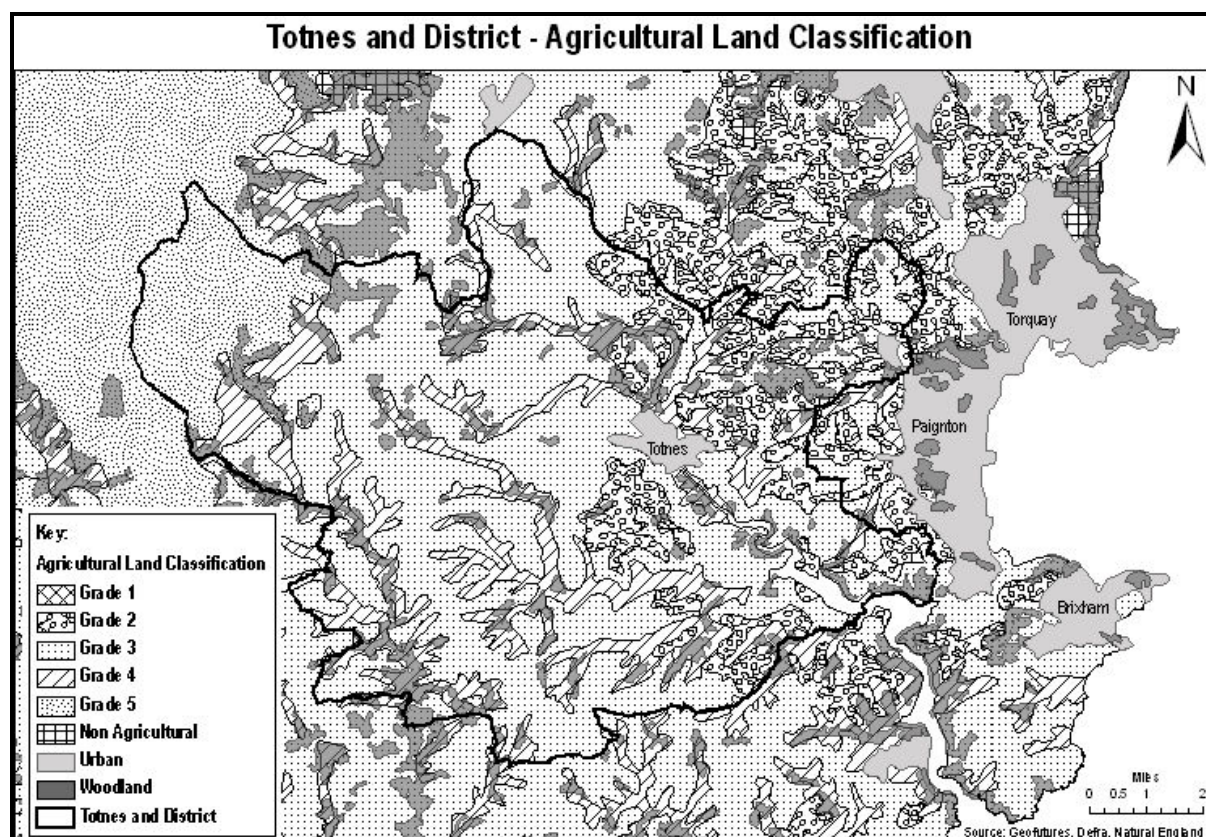 Totnes and District - Agricultural Land Classification
N
Torquay
Paignton
Totnes
Brixham
Key:
Agricultural Land Classification
Grade 1
Grade 2
Grade 3
Grade 4
Grade 5
Non Agricultural
Urban
Woodland
Totnes and District
Miles
0 0.5 1 2
Source: Geofutures, Defra, Natural England